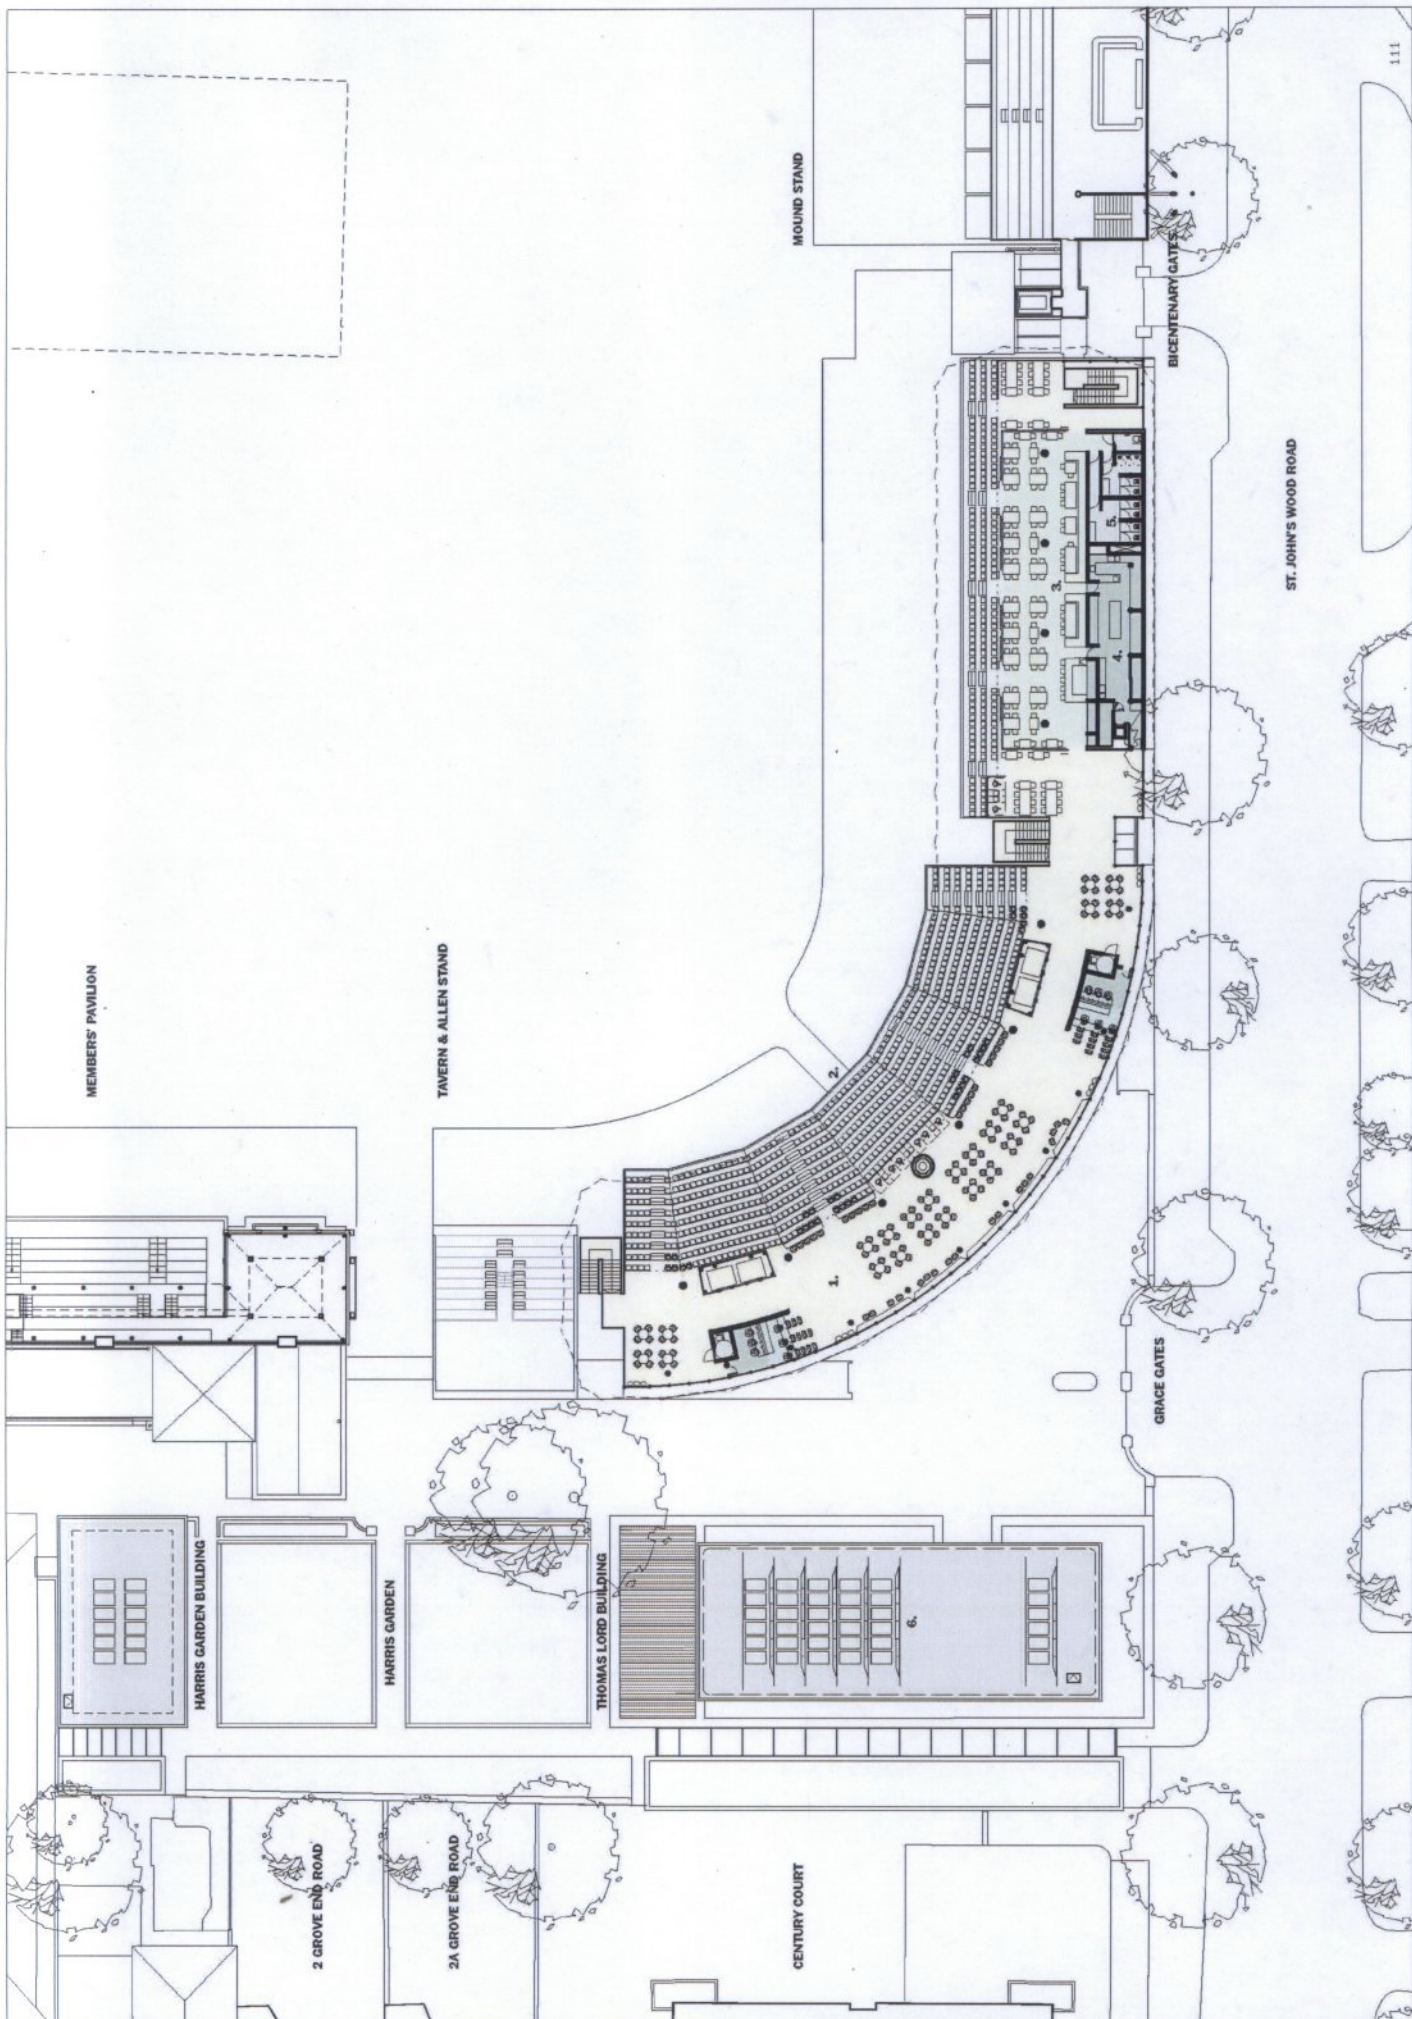 MEMBERS' PAVILION
TAVERN & ALLEN STAND
MOUND STAND
HARRIS GARDEN BUILDING
HARRIS GARDEN
THOMAS LORD BUILDING
2 GROVE END ROAD
2A GROVE END ROAD
CENTURY COURT
GRACE GATES
BICENTENARY GATES
ST. JOHN'S WOOD ROAD
1.
2.
3.
4.
5.
6.
111